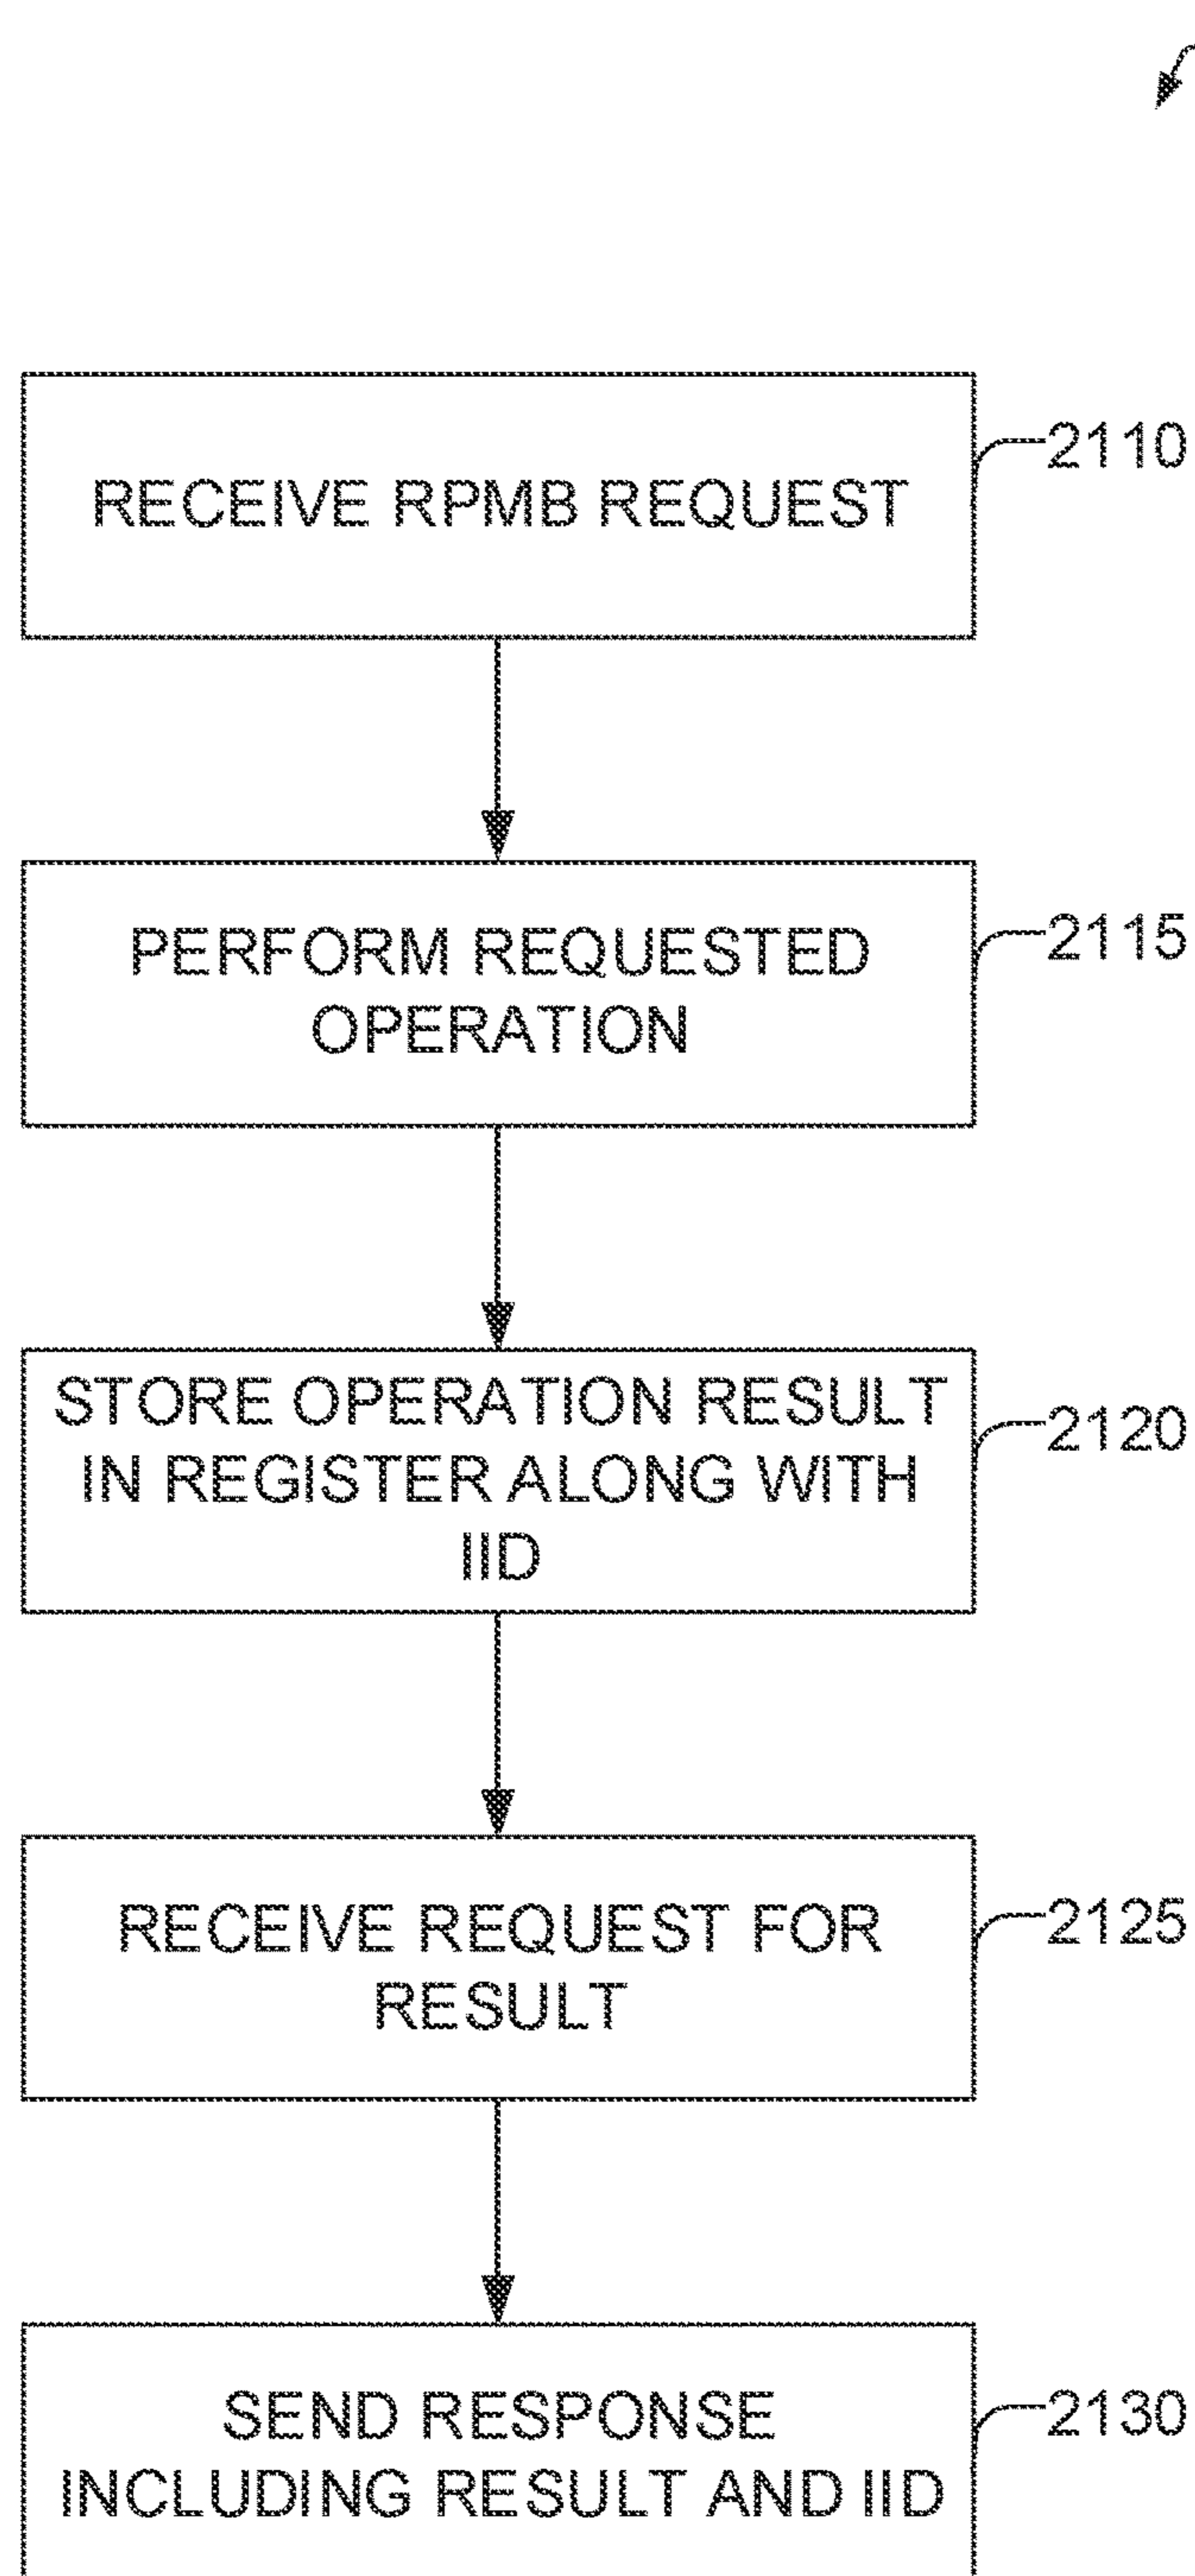 RECEIVE RPMB REQUEST
2110
PERFORM REQUESTED
OPERATION
2115
STORE OPERATION RESULT
IN REGISTER ALONG WITH
IID
2120
RECEIVE REQUEST FOR
RESULT
2125
SEND RESPONSE
INCLUDING RESULT AND IID
2130